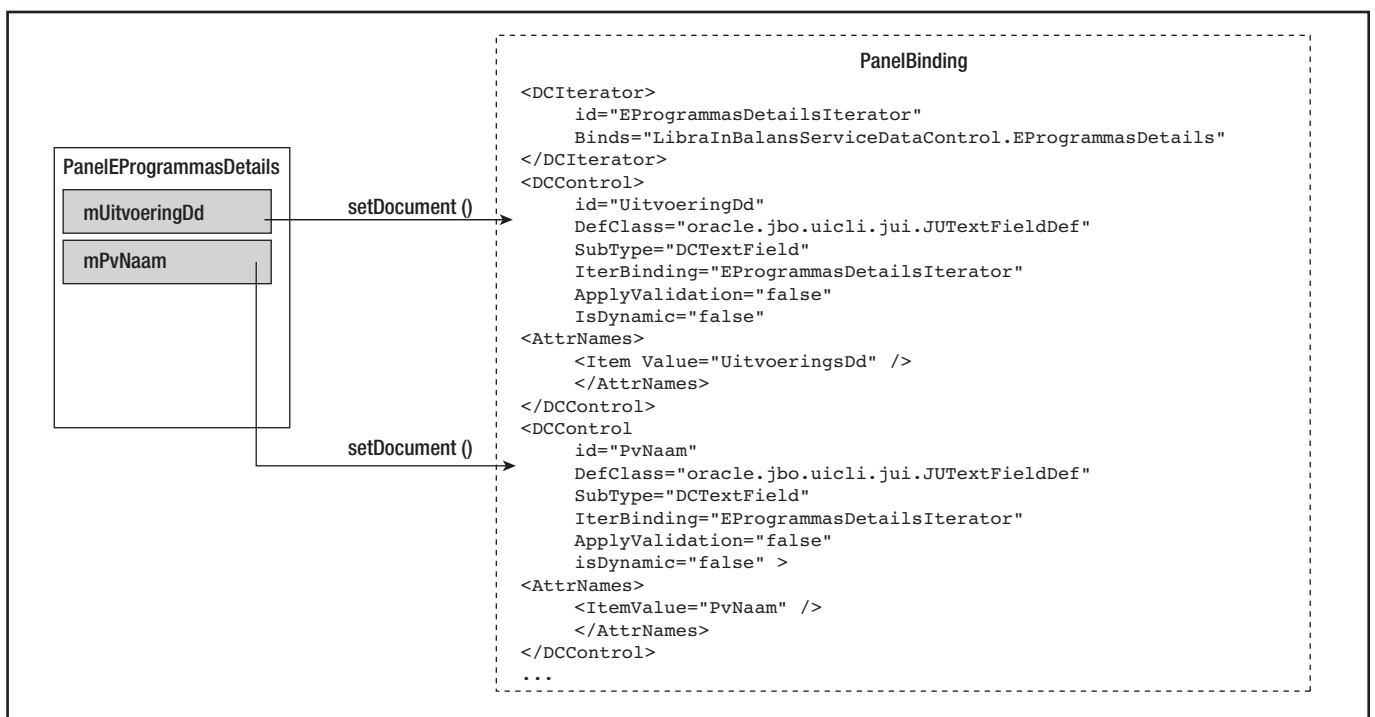 PanelBinding
<DCIterator>
id="EProgrammasDetailsIterator"
Binds="LibraInBalansServiceDataControl.EProgrammasDetails"
</DCIterator>
<DCControl>
id="UitvoeringDd"
DefClass="oracle.jbo.uicli.jui.JUTextFieldDef"
SubType="DCTextField"
IterBinding="EProgrammasDetailsIterator"
ApplyValidation="false"
IsDynamic="false"
<AttrNames>
<Item Value="UitvoeringsDd" />
</AttrNames>
</DCControl>
<DCControl
id="PvNaam"
DefClass="oracle.jbo.uicli.jui.JUTextFieldDef"
SubType="DCTextField"
IterBinding="EProgrammasDetailsIterator"
ApplyValidation="false"
isDynamic="false" >
<AttrNames>
<ItemValue="PvNaam" />
</AttrNames>
</DCControl>
...
PanelEProgrammasDetails
mUitvoeringDd
mPvNaam
setDocument ()
setDocument ()